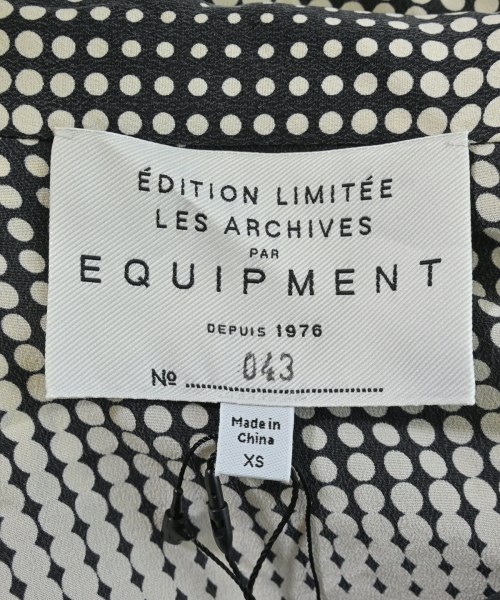 ÉDITION LIMITÉE
LES ARCHIVES
PAR
EQUIPMENT
DEPUIS 1976
No 043
Made in
China
XS